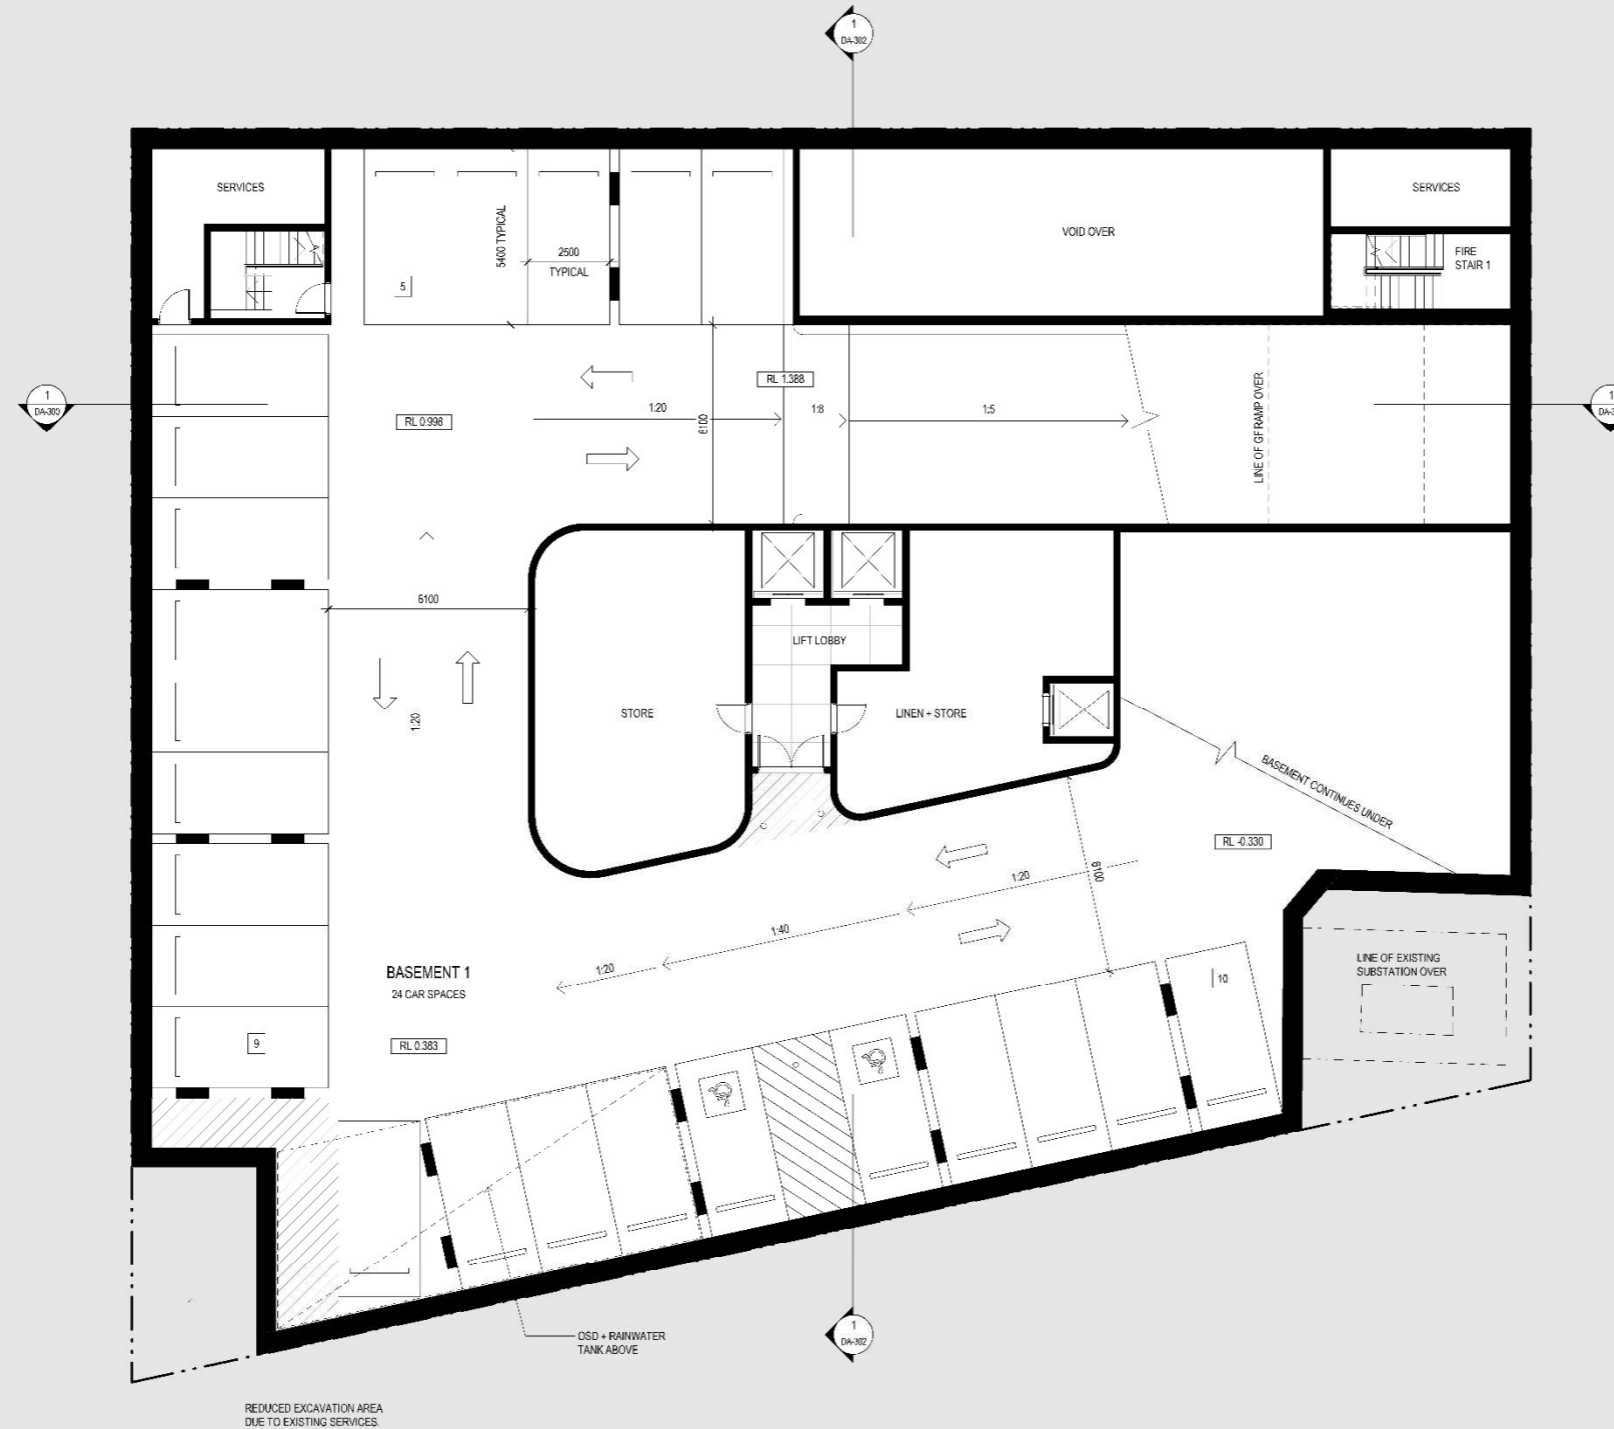 1
DA-302
SERVICES
SERVICES
5400 TYPICAL
2500
TYPICAL
VOID OVER
FIRE
STAIR 1
5
1
DA-300
RL 0.998
1:20
6100
RL 1.388
1:8
1:5
LINE OF GF RAMP OVER
1
6100
LIFT LOBBY
STORE
LINEN + STORE
1:20
BASEMENT CONTINUES UNDER
RL -0.330
6100
1:20
1:40
1:20
BASEMENT 1
24 CAR SPACES
10
LINE OF EXISTING
SUBSTATION OVER
9
RL 0.383
OSD + RAINWATER
TANK ABOVE
1
DA-302
REDUCED EXCAVATION AREA
DUE TO EXISTING SERVICES.